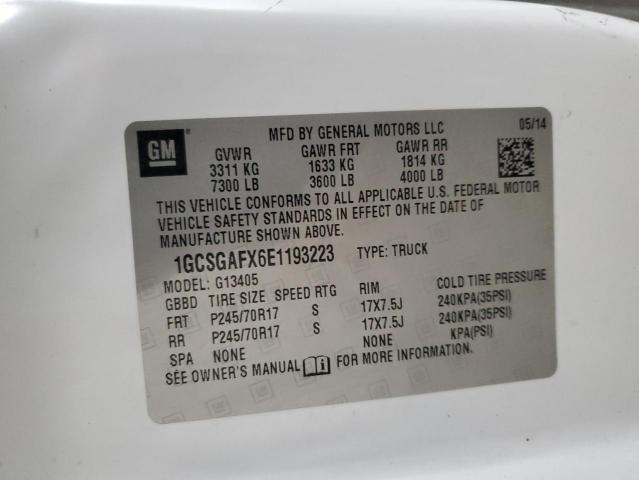 MFD BY GENERAL MOTORS LLC 05/14
GM
GVWR GAWR FRT GAWR RR
3311 KG 1633 KG 1814 KG
7300 LB 3600 LB 4000 LB
THIS VEHICLE CONFORMS TO ALL APPLICABLE U.S. FEDERAL MOTOR
VEHICLE SAFETY STANDARDS IN EFFECT ON THE DATE OF
MANUFACTURE SHOWN ABOVE.
1GCSGAFX6E1193223 TYPE: TRUCK
MODEL: G13405
GBBD TIRE SIZE SPEED RTG RIM COLD TIRE PRESSURE
FRT P245/70R17 S 17X7.5J 240KPA(35PSI)
RR P245/70R17 S 17X7.5J 240KPA(35PSI)
SPA NONE NONE KPA(PSI)
SEE OWNER'S MANUAL FOR MORE INFORMATION.